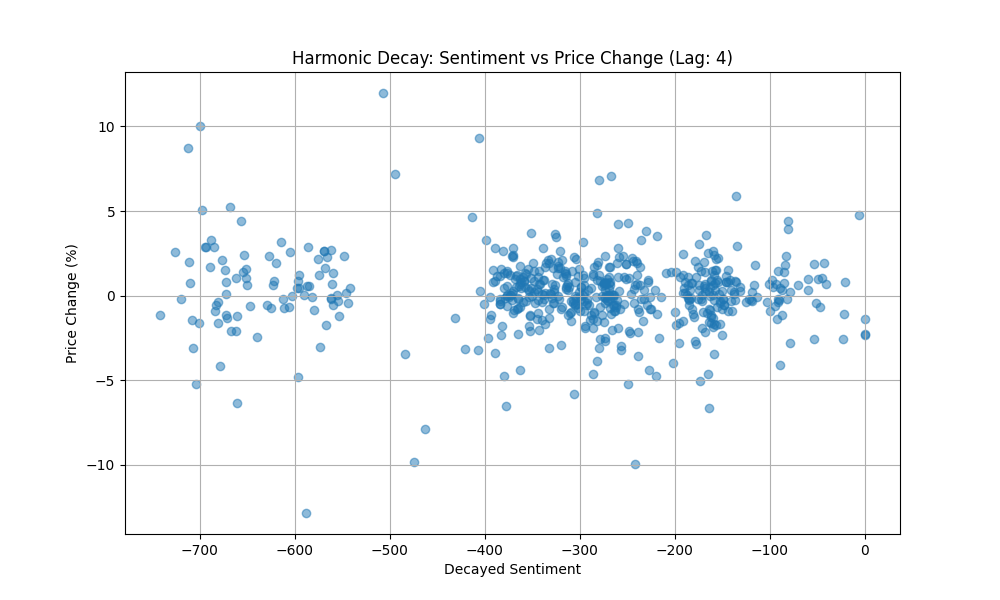 Harmonic Decay: Sentiment vs Price Change (Lag: 4)
Price Change (%)
10
5
0
−5
−10
−700 −600 −500 −400 −300 −200 −100 0
Decayed Sentiment